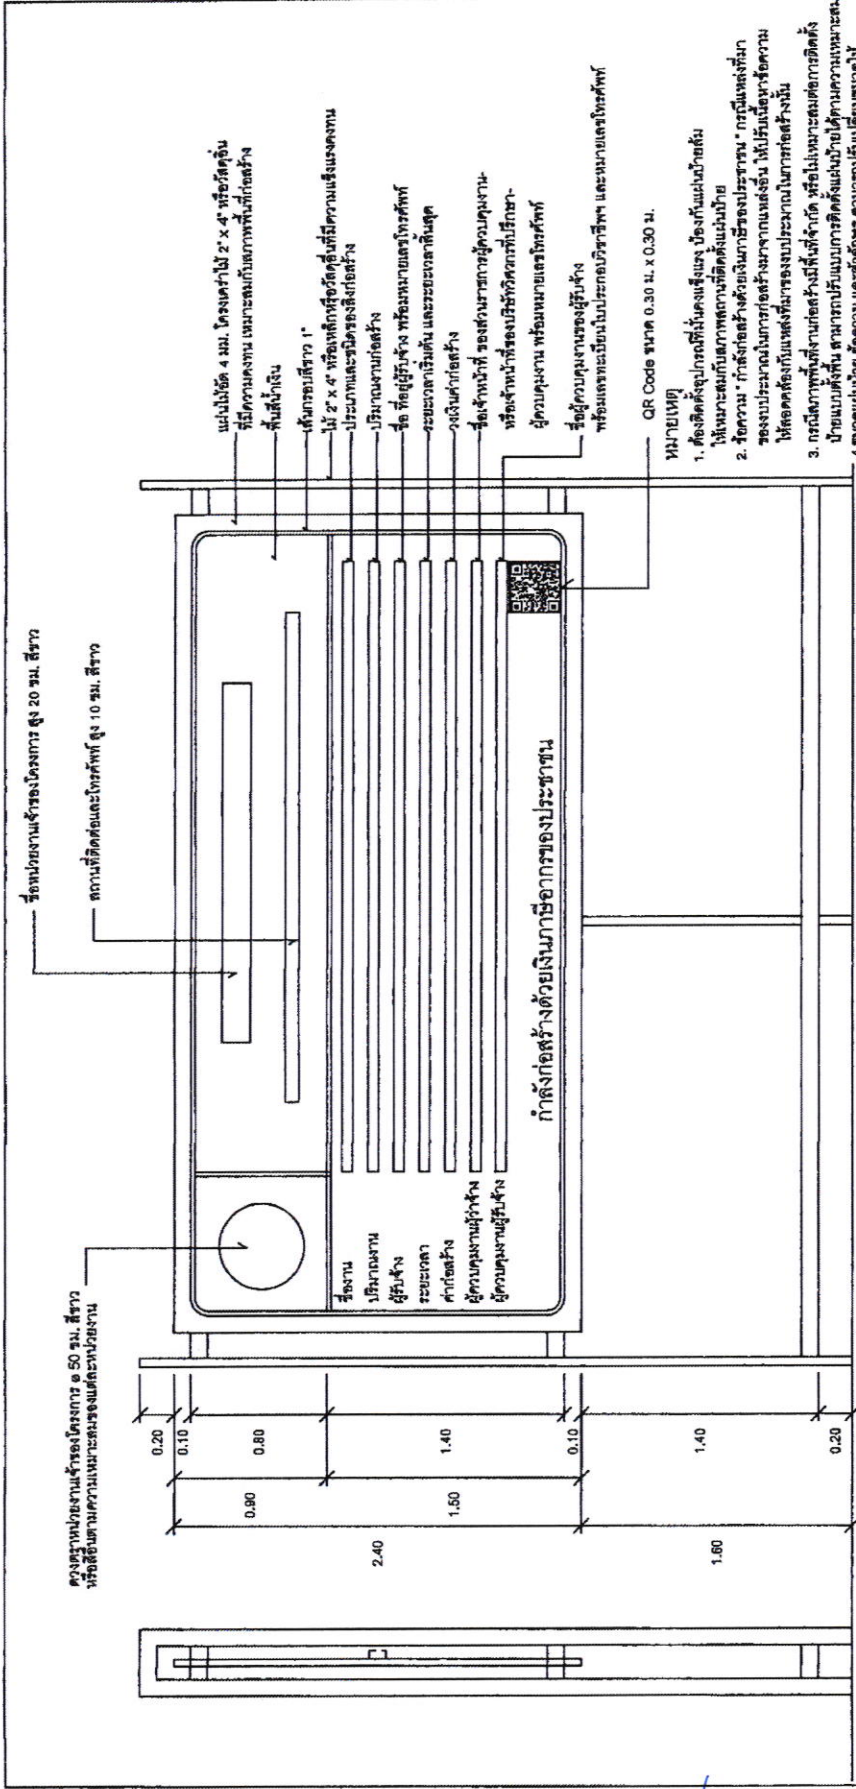 ดวงตราหน่วยงานเจ้าของโครงการ ø 50 ซม. สีขาว
หรือสีอื่นตามความเหมาะสมของแต่ละหน่วยงาน
ชื่อหน่วยงานเจ้าของโครงการ สูง 20 ซม. สีขาว
สถานที่ติดต่อและโทรศัพท์ สูง 10 ซม. สีขาว
แผ่นไม้อัด 4 มม. โครงเคร่าไม้ 2" x 4" หรือวัสดุอื่น
ที่มีความคงทน เหมาะสมกับสภาพพื้นที่ก่อสร้าง
พื้นสีน้ำเงิน
เส้นกรอบสีขาว 1"
ไม้ 2" x 4" หรือเหล็กหรือวัสดุอื่นที่มีความแข็งแรงคงทน
ประเภทและชนิดของสิ่งก่อสร้าง
ปริมาณงานก่อสร้าง
ชื่อ ที่อยู่ผู้รับจ้าง พร้อมหมายเลขโทรศัพท์
ระยะเวลาเริ่มต้น และระยะเวลาสิ้นสุด
วงเงินค่าก่อสร้าง
ชื่อเจ้าหน้าที่ ของส่วนราชการผู้ควบคุมงาน-
หรือเจ้าหน้าที่ของบริษัทวิศวกรที่ปรึกษา-
ผู้ควบคุมงาน พร้อมหมายเลขโทรศัพท์
ชื่อผู้ควบคุมงานของผู้รับจ้าง
พร้อมเลขทะเบียนใบประกอบวิชาชีพฯ และหมายเลขโทรศัพท์
QR Code ขนาด 0.30 ม. x 0.30 ม.
ชื่องาน
ปริมาณงาน
ผู้รับจ้าง
ระยะเวลา
ค่าก่อสร้าง
ผู้ควบคุมงานผู้ว่าจ้าง
ผู้ควบคุมงานผู้รับจ้าง
กำลังก่อสร้างด้วยเงินภาษีอากรของประชาชน
0.20
0.10
0.80
1.40
0.10
1.40
0.20
0.90
1.50
2.40
1.60
หมายเหตุ
1. ต้องติดตั้งอุปกรณ์ที่มั่นคงแข็งแรง ป้องกันแผ่นป้ายล้ม
ให้เหมาะสมกับสภาพสถานที่ติดตั้งแผ่นป้าย
2. ข้อความ " กำลังก่อสร้างด้วยเงินภาษีของประชาชน " กรณีแหล่งที่มา
ของงบประมาณในการก่อสร้างมาจากแหล่งอื่น ให้ปรับเนื้อหาข้อความ
ให้สอดคล้องกับแหล่งที่มาของงบประมาณในการก่อสร้างนั้น
3. กรณีสภาพพื้นที่งานก่อสร้างมีพื้นที่จำกัด หรือไม่เหมาะสมต่อการติดตั้ง
ป้ายแบบตั้งพื้น สามารถปรับแบบการติดตั้งแผ่นป้ายได้ตามความเหมาะสม